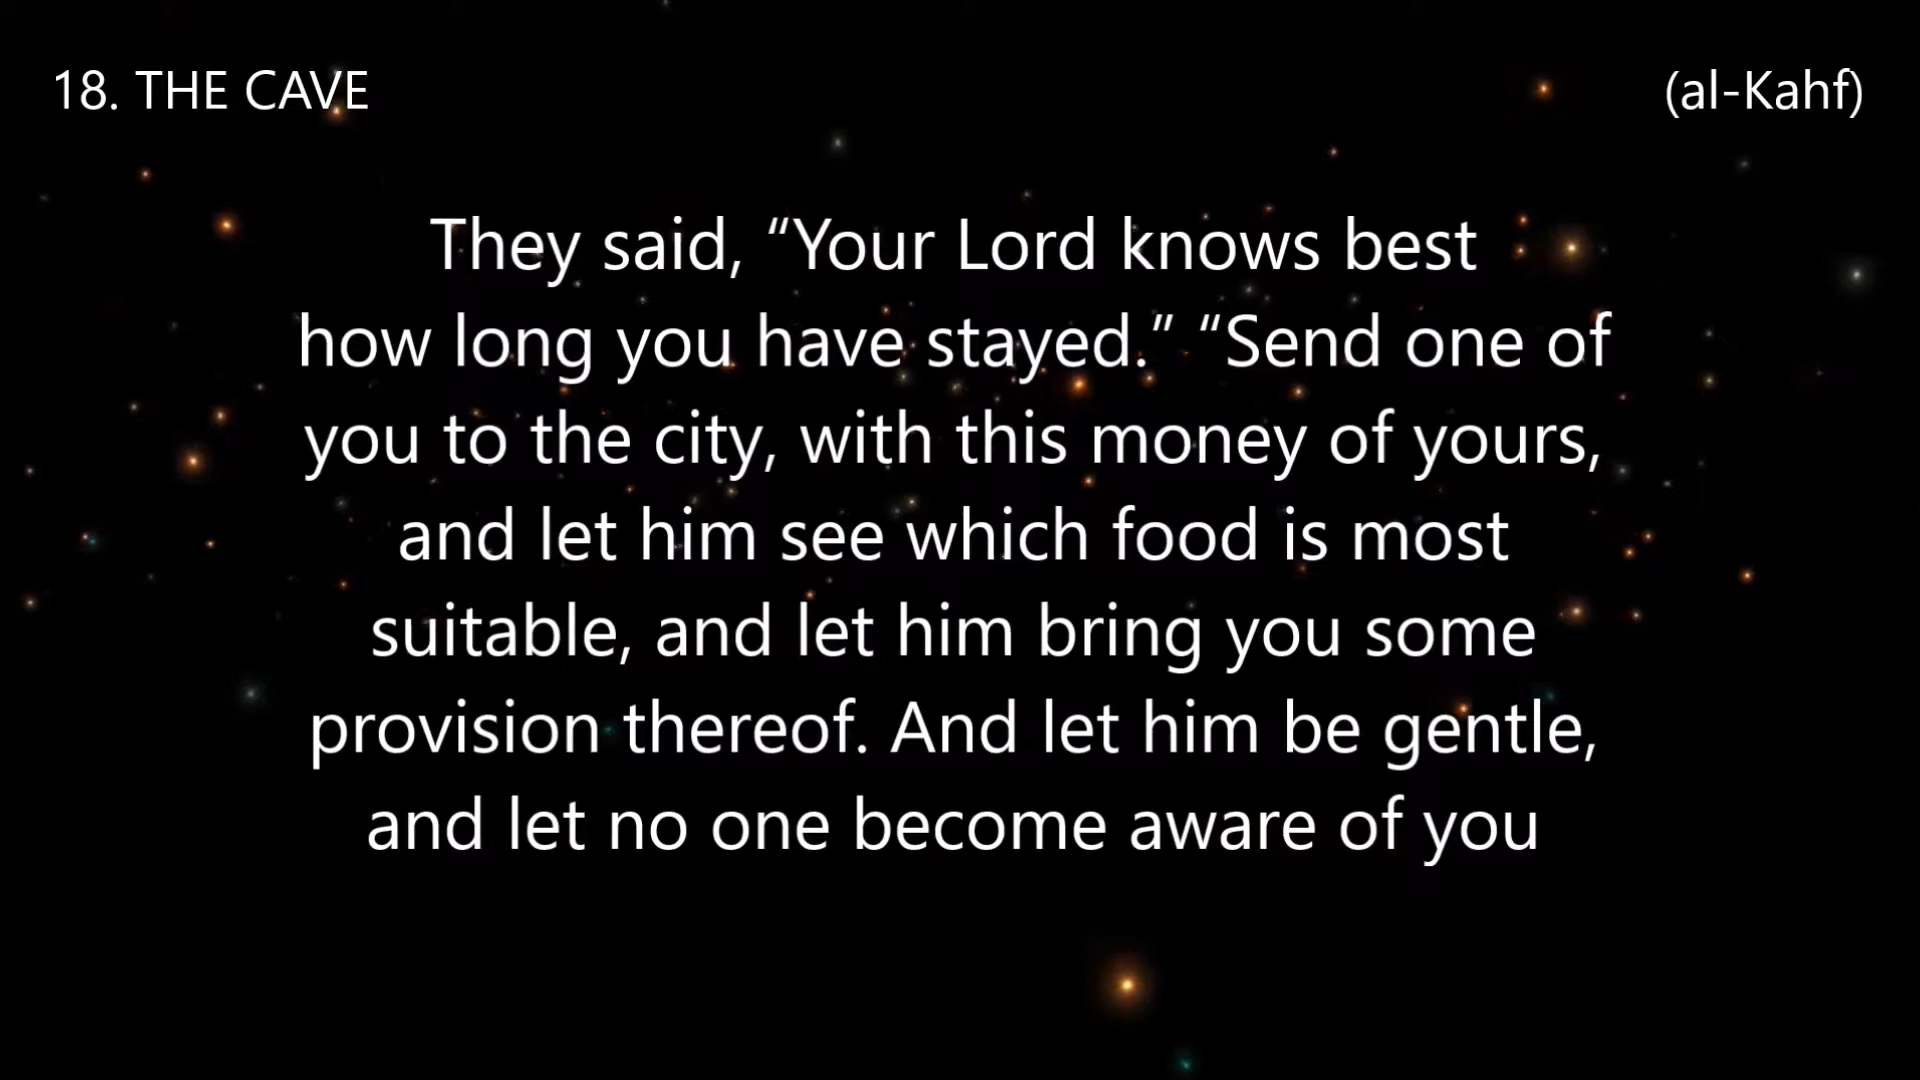 18. THE CAVE
(al-Kahf)
They said, “Your Lord knows best
how long you have stayed.” “Send one of
you to the city, with this money of yours,
and let him see which food is most
suitable, and let him bring you some
provision thereof. And let him be gentle,
and let no one become aware of you